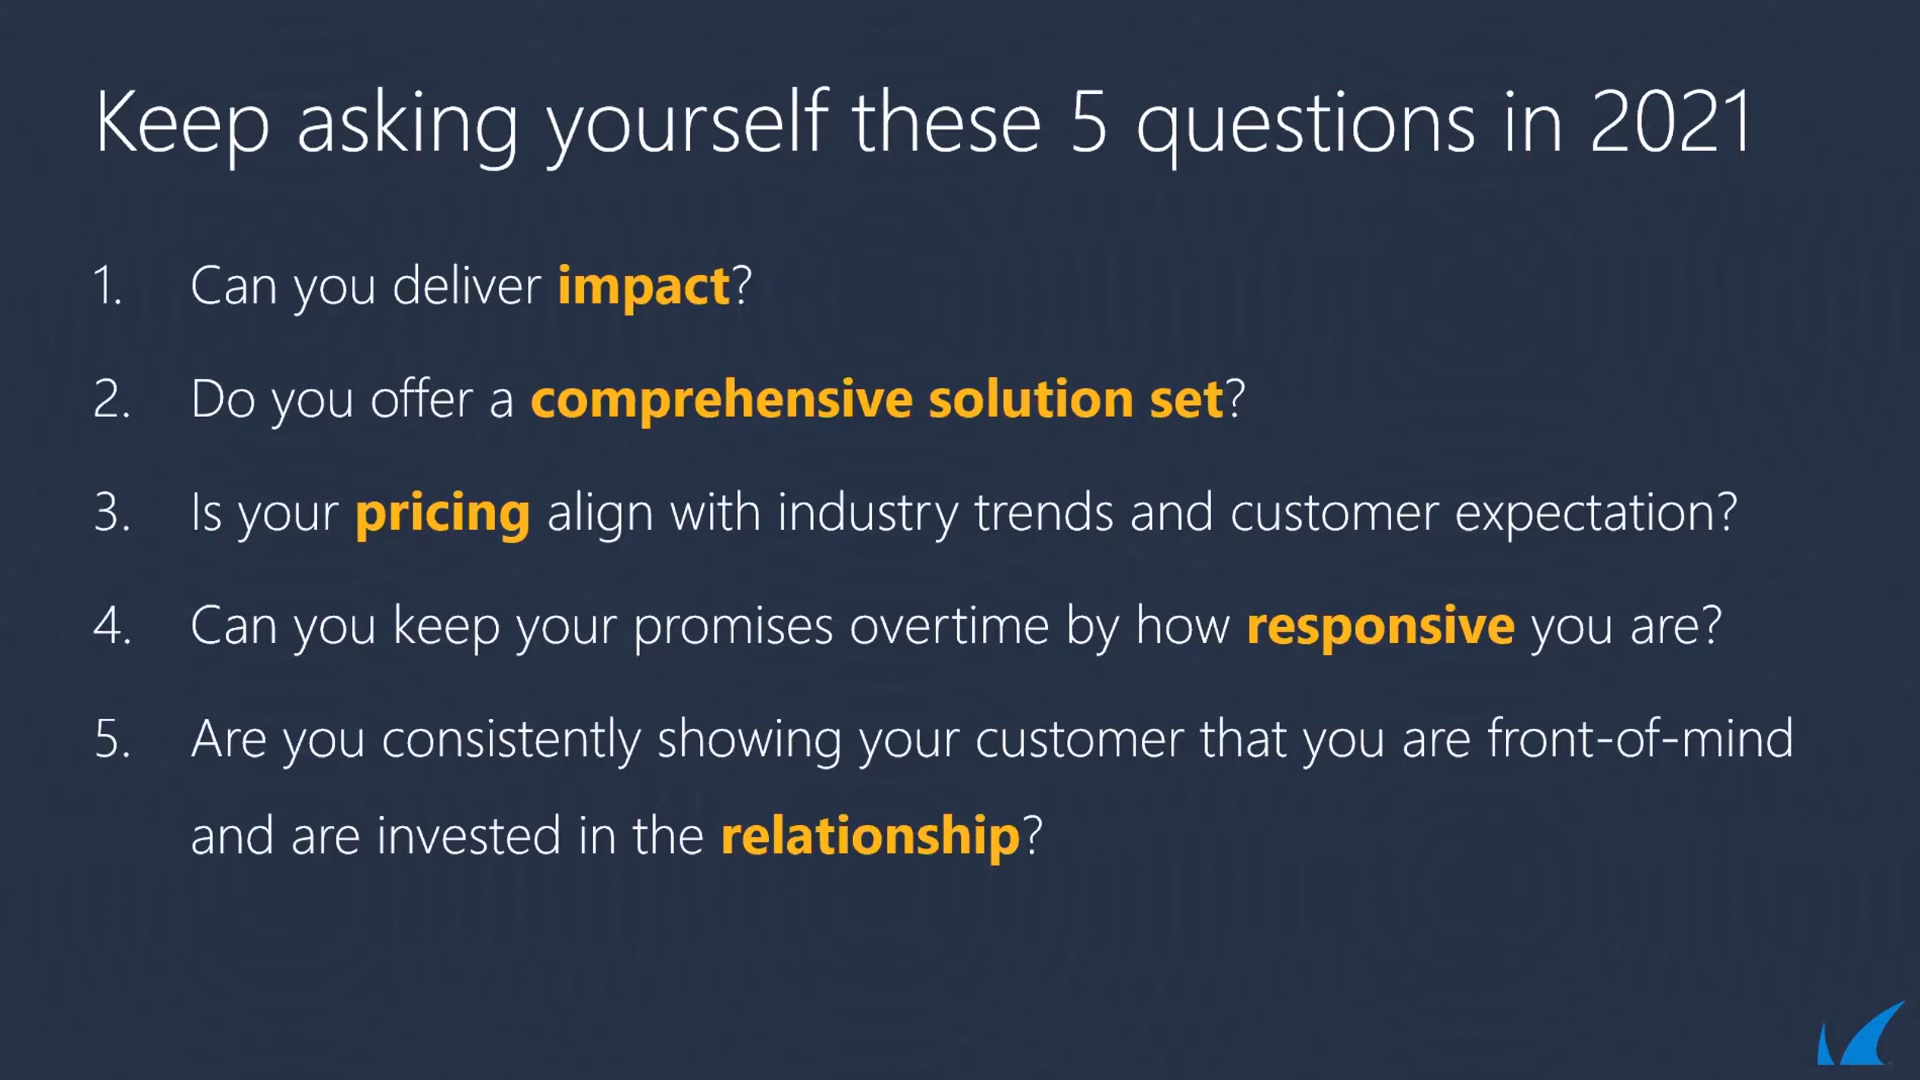 Keep asking yourself these 5 questions in 2021
1. Can you deliver impact?
2. Do you offer a comprehensive solution set?
3. Is your pricing align with industry trends and customer expectation?
4. Can you keep your promises overtime by how responsive you are?
5. Are you consistently showing your customer that you are front-of-mind
and are invested in the relationship?